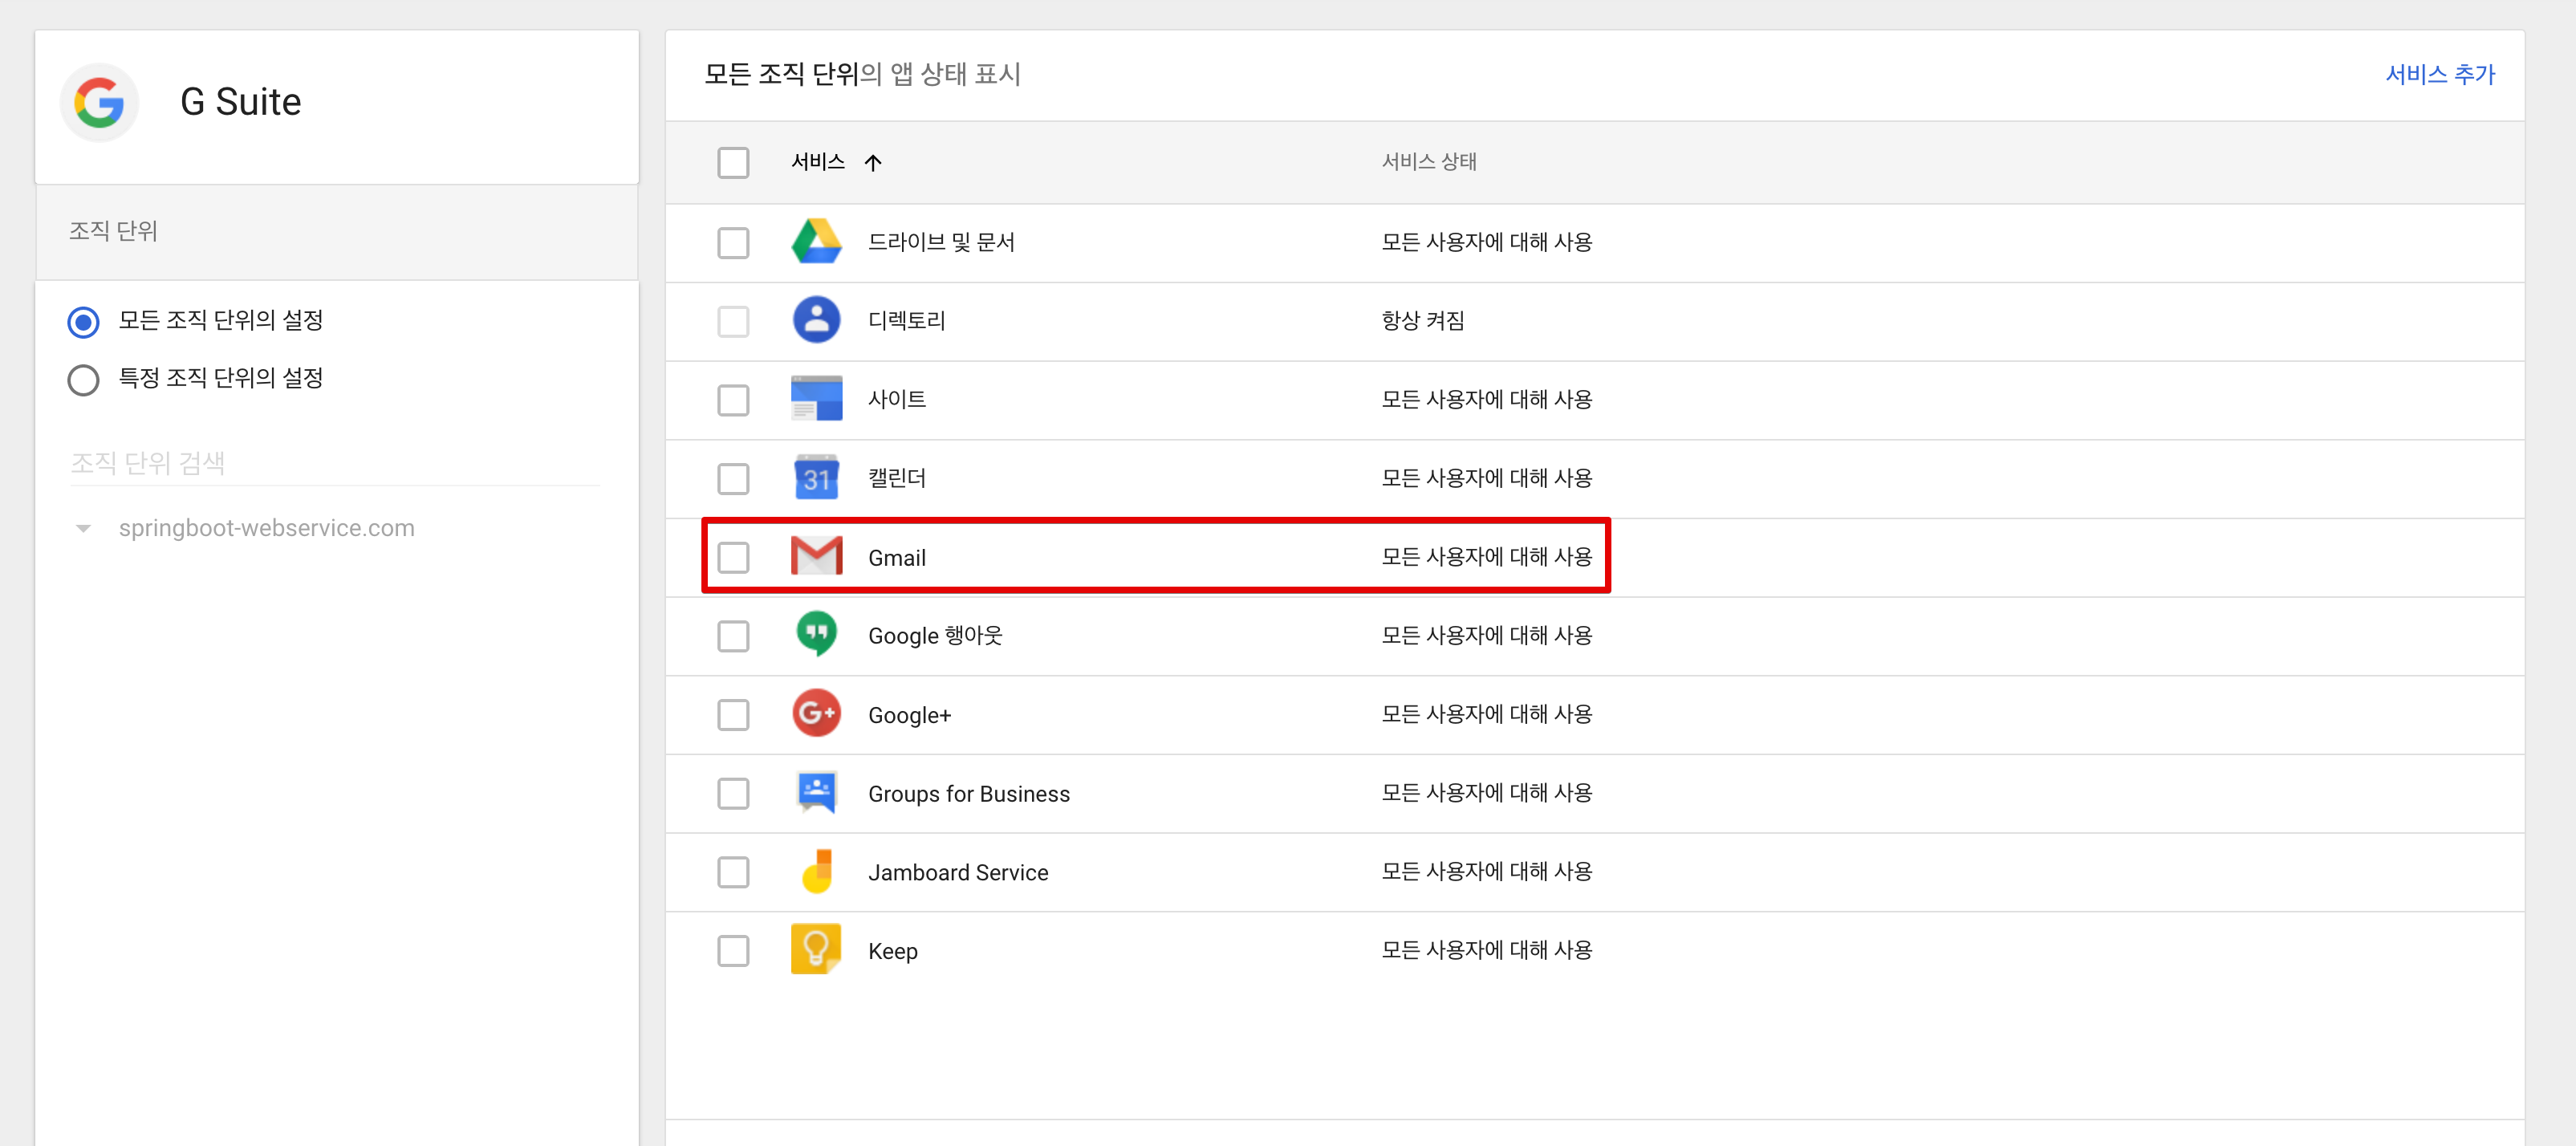 G Suite
조직 단위
모든 조직 단위의 설정
특정 조직 단위의 설정
조직 단위 검색
springboot-webservice.com
모든 조직 단위의 앱 상태 표시
서비스 추가
서비스 서비스 상태
드라이브 및 문서 모든 사용자에 대해 사용
디렉토리 항상 켜짐
사이트 모든 사용자에 대해 사용
31 캘린더 모든 사용자에 대해 사용
Gmail 모든 사용자에 대해 사용
Google 행아웃 모든 사용자에 대해 사용
G+ Google+ 모든 사용자에 대해 사용
Groups for Business 모든 사용자에 대해 사용
Jamboard Service 모든 사용자에 대해 사용
Keep 모든 사용자에 대해 사용